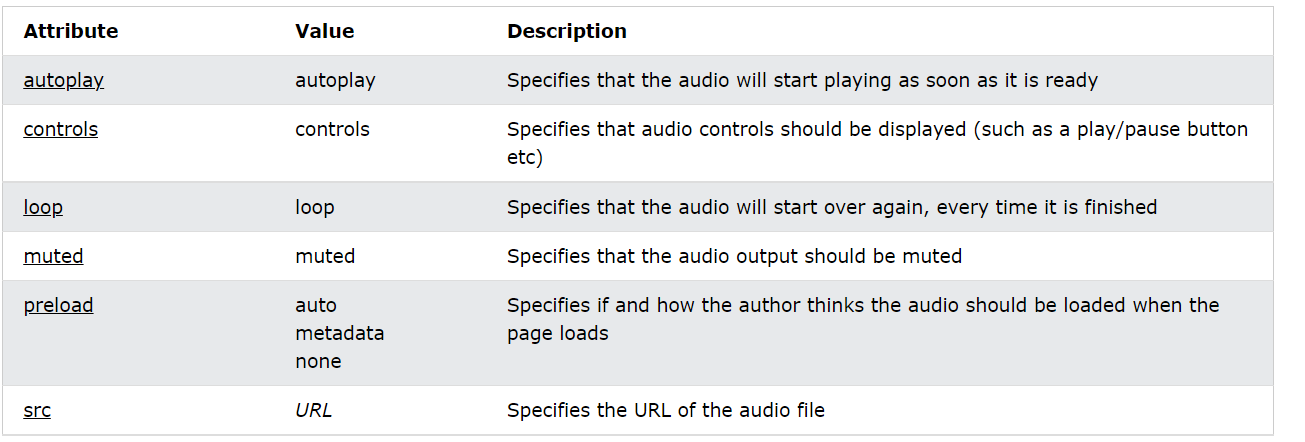 Attribute Value Description
autoplay autoplay Specifies that the audio will start playing as soon as it is ready
controls controls Specifies that audio controls should be displayed (such as a play/pause button
etc)
loop loop Specifies that the audio will start over again, every time it is finished
muted muted Specifies that the audio output should be muted
preload auto Specifies if and how the author thinks the audio should be loaded when the
metadata page loads
none
src URL Specifies the URL of the audio file